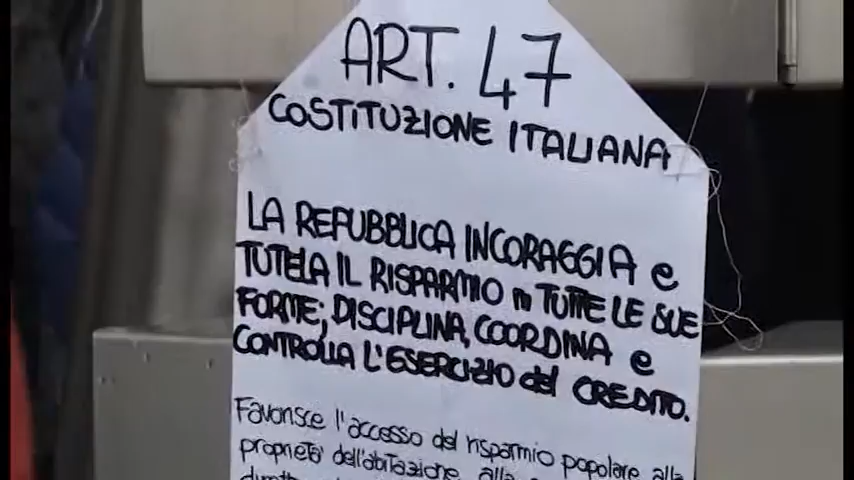 ART. 47
COSTITUZIONE ITALIANA
LA REPUBBLICA INCORAGGIA e
TUTELA IL RISPARMIO in TUTTE LE SUE
FORME; DISCIPLINA, COORDINA e
CONTROLLA L'ESERCIZIO del CREDITO.
Favorisce l'accesso del risparmio popolare alla
proprietà dell'abitazione, alla